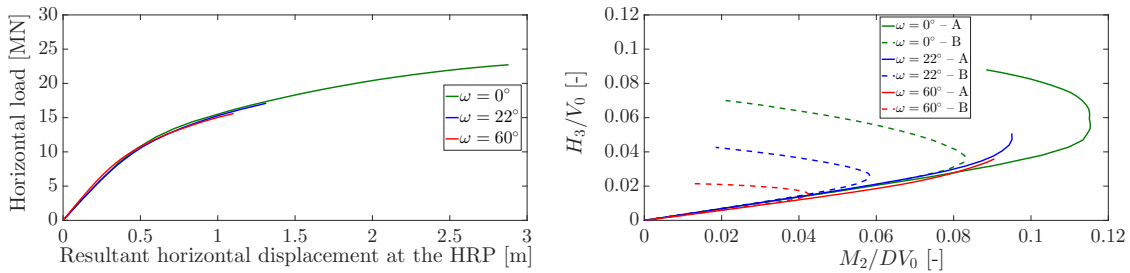 Horizontal load [MN]
30
25
20
15
10
5
0
0 0.5 1 1.5 2 2.5 3
Resultant horizontal displacement at the HRP [m]
ω = 0°
ω = 22°
ω = 60°
H₃/V₀ [-]
0.12
0.09
0.06
0.04
0.02
0.00
0 0.02 0.04 0.06 0.08 0.1 0.12
M₂/DV₀ [-]
ω = 0° – A
ω = 0° – B
ω = 22° – A
ω = 22° – B
ω = 60° – A
ω = 60° – B